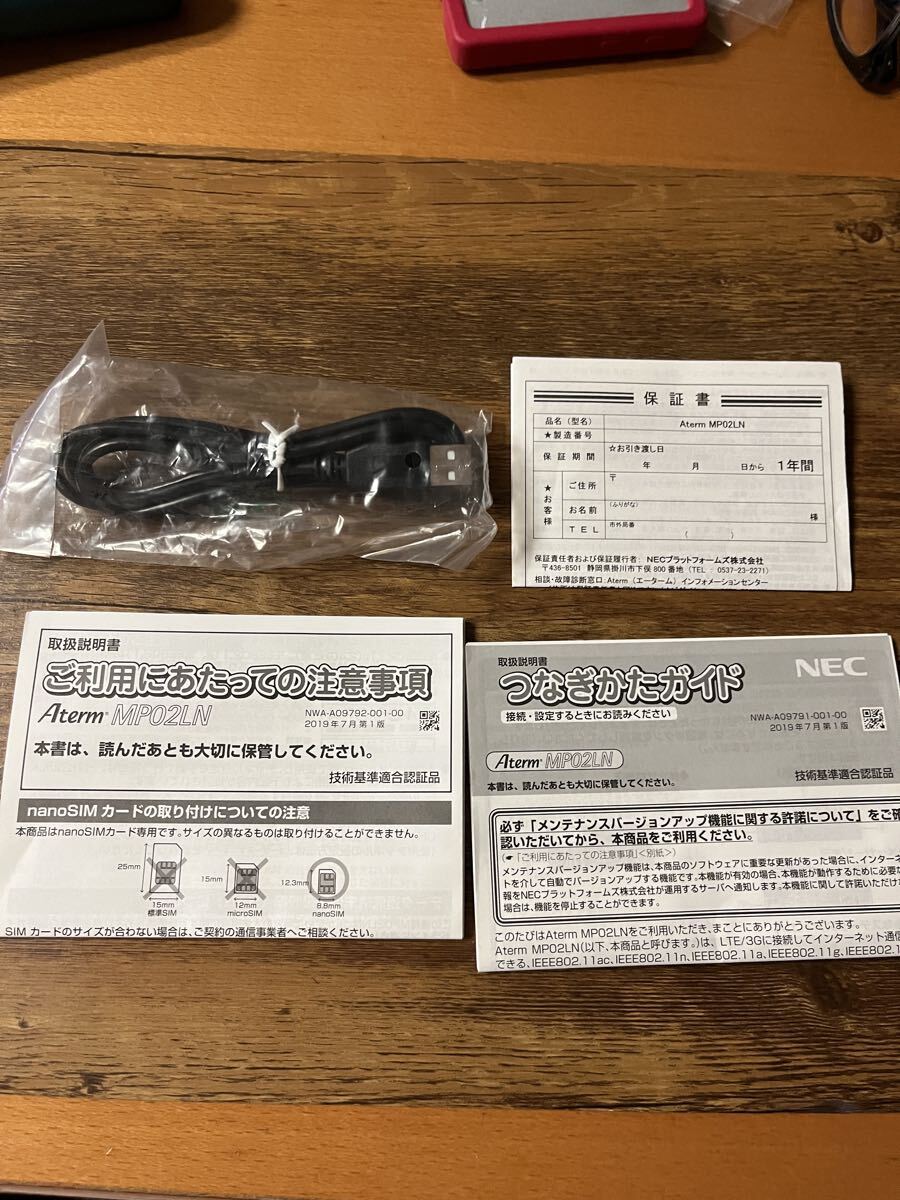 保証書
品名（型名） Aterm MP02LN
★製造番号
保証期間 ☆お引き渡し日
年 月 日から 1年間
★お客様
ご住所 〒
お名前 （ふりがな） 様
TEL 市外局番 （ ）
保証責任者および保証履行者： NECプラットフォームズ株式会社
〒436-8501 静岡県掛川市下俣800番地（TEL : 0537-23-2271）
相談・故障診断窓口：Aterm（エーターム）インフォメーションセンター
取扱説明書
ご利用にあたっての注意事項
Aterm® MP02LN
NWA-A09792-001-00
2019年7月 第1版
本書は、読んだあとも大切に保管してください。
技術基準適合認証品
nanoSIMカードの取り付けについての注意
本商品はnanoSIMカード専用です。サイズの異なるものは取り付けることができません。
25mm
15mm
標準SIM
15mm
12mm
microSIM
12.3mm
8.8mm
nanoSIM
SIMカードのサイズが合わない場合は、ご契約の通信事業者へご相談ください。
取扱説明書
NEC
つなぎかたガイド
接続・設定するときにお読みください
NWA-A09791-001-00
2019年7月 第1版
Aterm® MP02LN
本書は、読んだあとも大切に保管してください。
技術基準適合認証品
必ず「メンテナンスバージョンアップ機能に関する許諾について」をご確
認いただいてから、本商品をご利用ください。
（☛「ご利用にあたっての注意事項」<別紙>）
メンテナンスバージョンアップ機能は、本商品のソフトウェアに重要な更新があった場合に、インターネ
トを介して自動でバージョンアップする機能です。本機能が有効の場合、本機能が動作するために必要な
報をNECプラットフォームズ株式会社が運用するサーバへ通知します。本機能に関して許諾いただけ
場合は、機能を停止することができます。
このたびはAterm MP02LNをご利用いただき、まことにありがとうございます。
Aterm MP02LN（以下、本商品と呼びます。）は、LTE/3Gに接続してインターネット通信
できる、IEEE802.11ac、IEEE802.11n、IEEE802.11a、IEEE802.11g、IEEE802.1